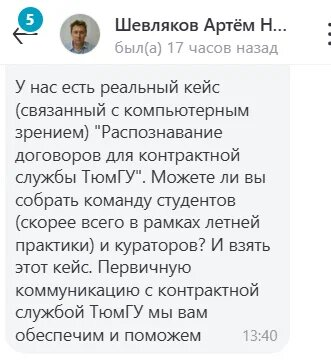 5
Шевляков Артём Н...
был(а) 17 часов назад
У нас есть реальный кейс
(связанный с компьютерным
зрением) "Распознавание
договоров для контрактной
службы ТюмГУ". Можете ли вы
собрать команду студентов
(скорее всего в рамках летней
практики) и кураторов? И взять
этот кейс. Первичную
коммуникацию с контрактной
службой ТюмГУ мы вам
обеспечим и поможем
13:40